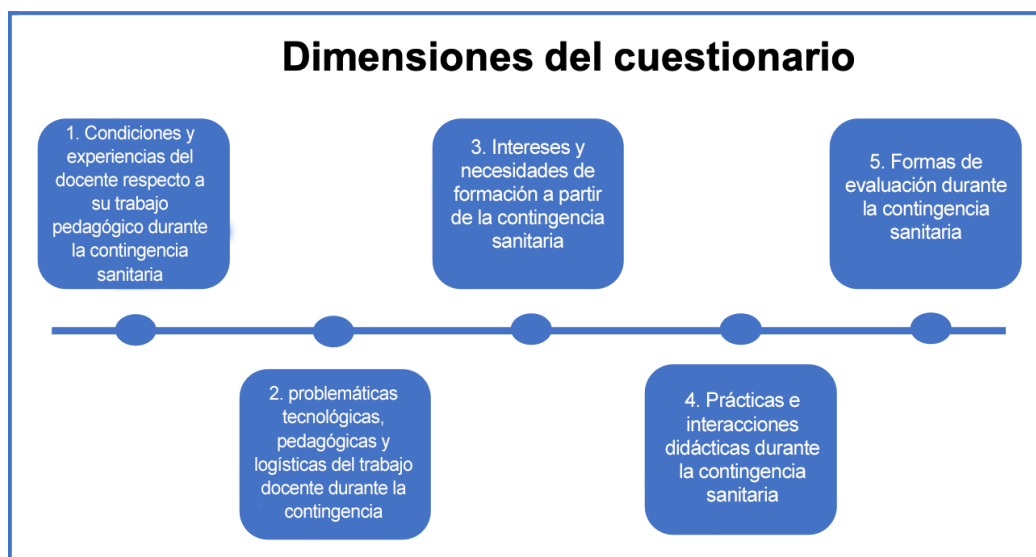 Dimensiones del cuestionario
1. Condiciones y
experiencias del
docente respecto a
su trabajo
pedagógico durante
la contingencia
sanitaria
2. problemáticas
tecnológicas,
pedagógicas y
logísticas del trabajo
docente durante la
contingencia
3. Intereses y
necesidades de
formación a partir
de la contingencia
sanitaria
4. Prácticas e
interacciones
didácticas durante
la contingencia
sanitaria
5. Formas de
evaluación durante
la contingencia
sanitaria